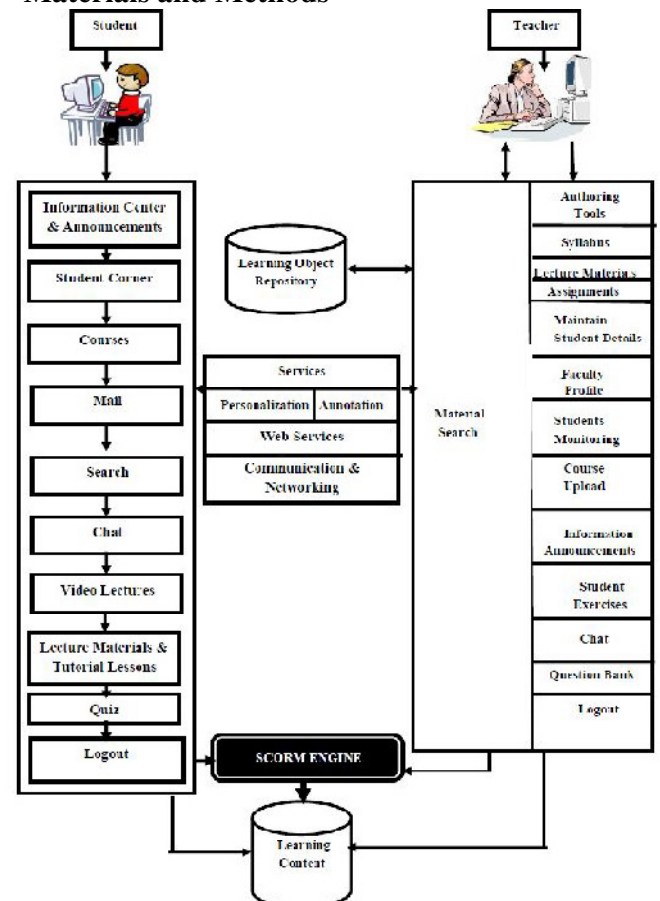 Materials and Methods
Student
Teacher
Information Center
& Announcements
Student Corner
Courses
Mail
Search
Chat
Video Lectures
Lecture Materials &
Tutorial Lessons
Quiz
Logout
Learning Object
Repository
Services
Personalization
Annotation
Web Services
Communication &
Networking
Material
Search
Authoring
Tools
Syllabus
Lecture Materials
Assignments
Maintain
Student Details
Faculty
Profile
Students
Monitoring
Course
Upload
Information
Announcements
Student
Exercises
Chat
Question Bank
Logout
SCORM ENGINE
Learning
Content